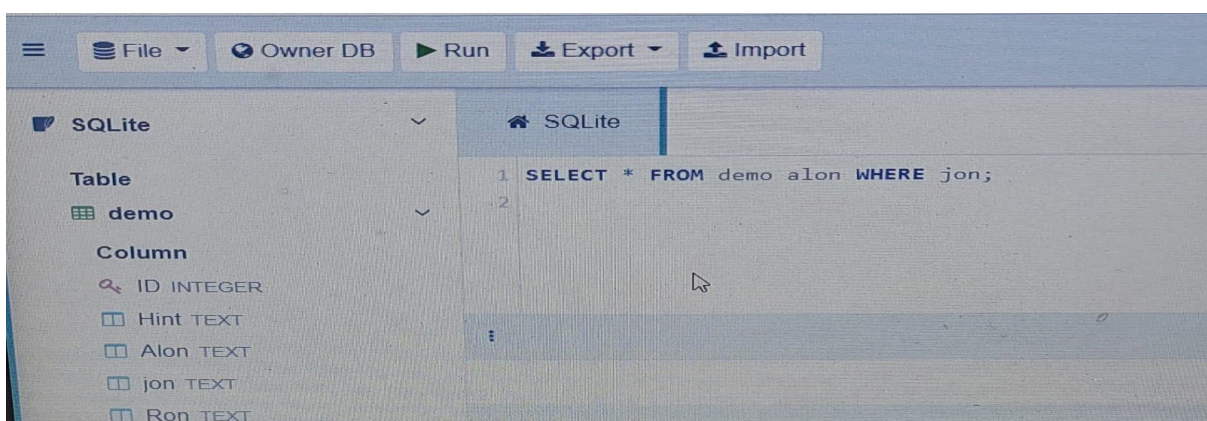 File Owner DB Run Export Import
SQLite
SQLite
Table
demo
Column
ID INTEGER
Hint TEXT
Alon TEXT
jon TEXT
Ron TEXT
1 SELECT * FROM demo alon WHERE jon;
2